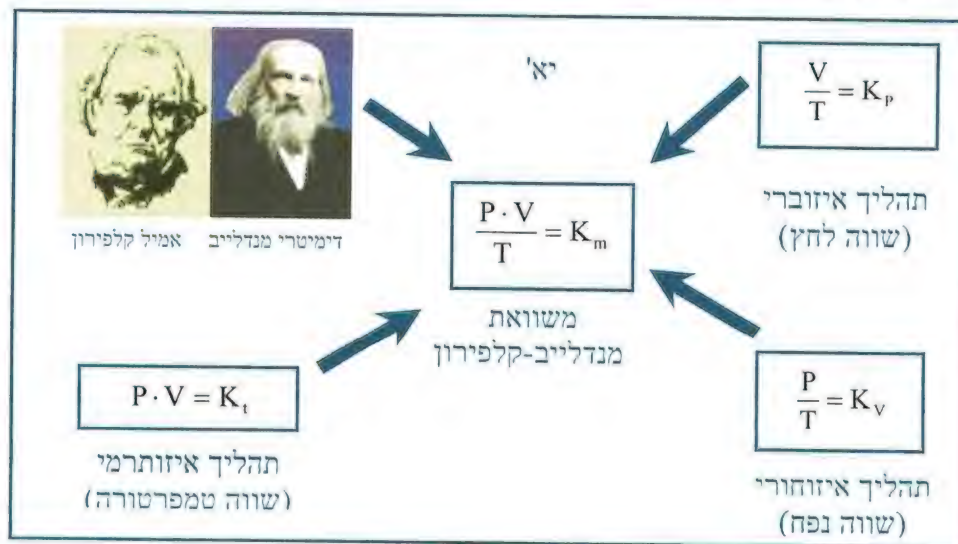 יא'
V/T = K_p
תהליך איזוברי
(שווה לחץ)
דימיטרי מנדלייב
אמיל קלפירון
P · V/T = K_m
משוואת
מנדלייב-קלפירון
P · V = K_t
תהליך איזותרמי
(שווה טמפרטורה)
P/T = K_V
תהליך איזוחורי
(שווה נפח)